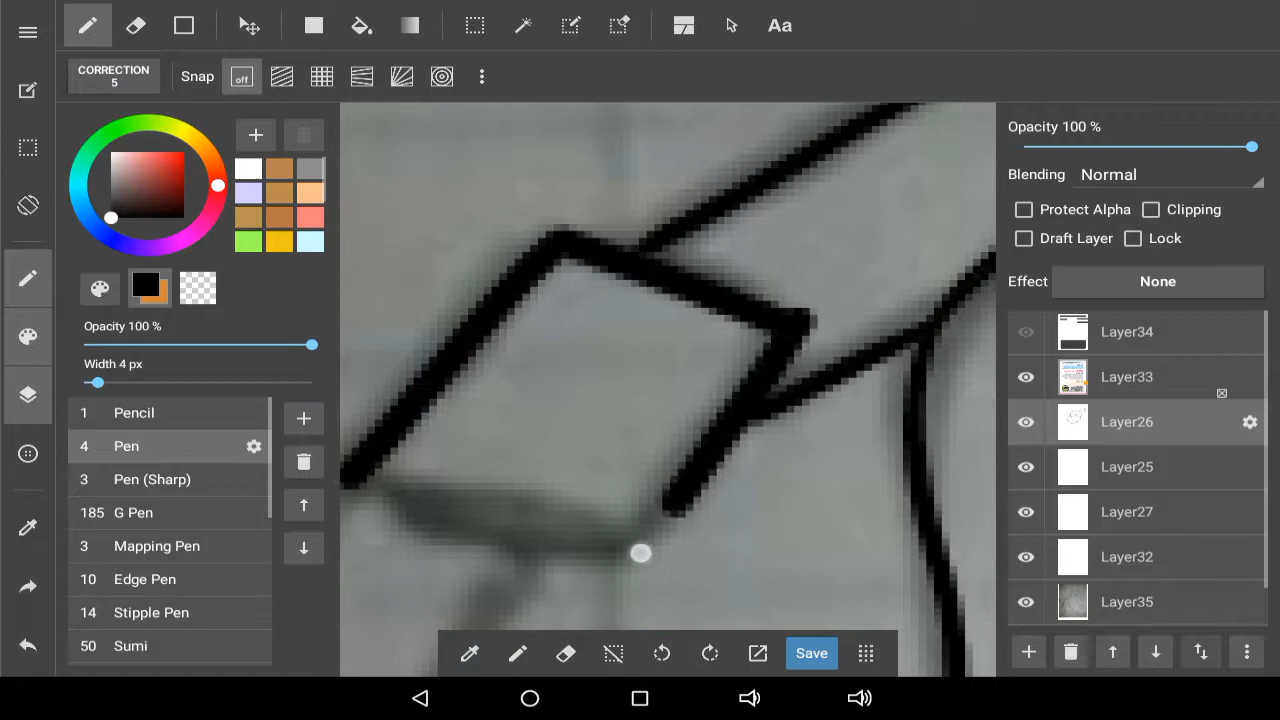 Aa
CORRECTION
5
Snap
off
Opacity 100 %
Blending
Normal
Protect Alpha
Clipping
Draft Layer
Lock
Effect
None
Opacity 100 %
Width 4 px
1 Pencil
4 Pen
3 Pen (Sharp)
185 G Pen
3 Mapping Pen
10 Edge Pen
14 Stipple Pen
50 Sumi
Layer34
Layer33
Layer26
Layer25
Layer27
Layer32
Layer35
Save